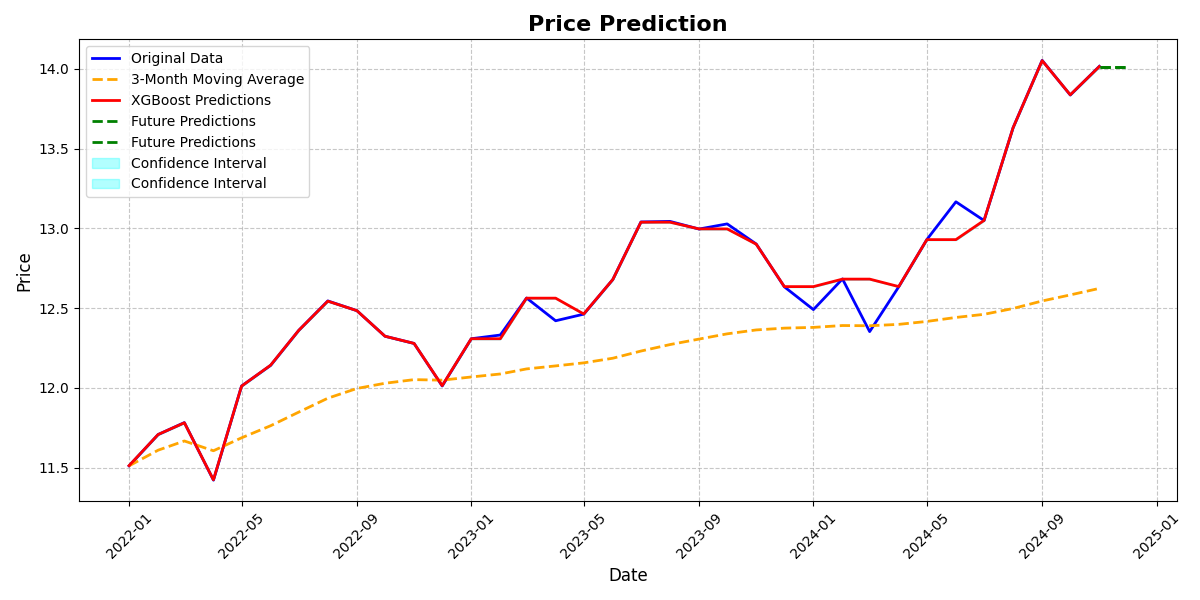 Price Prediction
Original Data
3-Month Moving Average
XGBoost Predictions
Future Predictions
Future Predictions
Confidence Interval
Confidence Interval
Price
14.0
13.5
13.0
12.5
12.0
11.5
2022-01
2022-05
2022-09
2023-01
2023-05
2023-09
2024-01
2024-05
2024-09
2025-01
Date